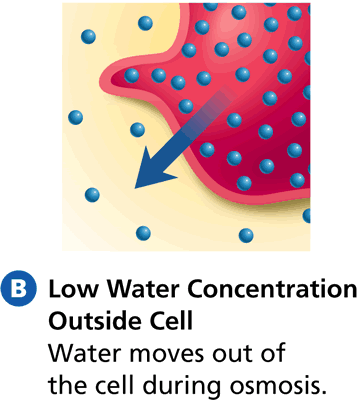 B Low Water Concentration
Outside Cell
Water moves out of
the cell during osmosis.